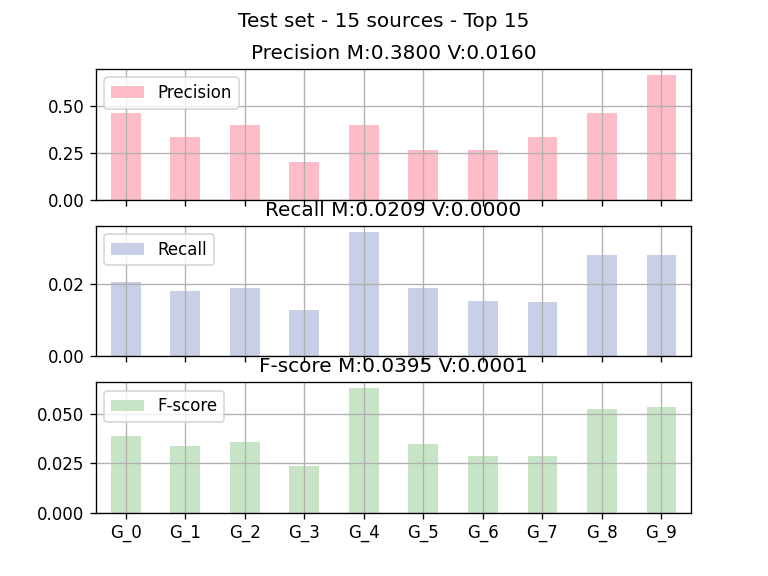 Test set - 15 sources - Top 15
Precision M:0.3800 V:0.0160
Precision
0.50
0.25
0.00
Recall M:0.0209 V:0.0000
Recall
0.02
0.00
F-score M:0.0395 V:0.0001
F-score
0.050
0.025
0.000
G_0 G_1 G_2 G_3 G_4 G_5 G_6 G_7 G_8 G_9